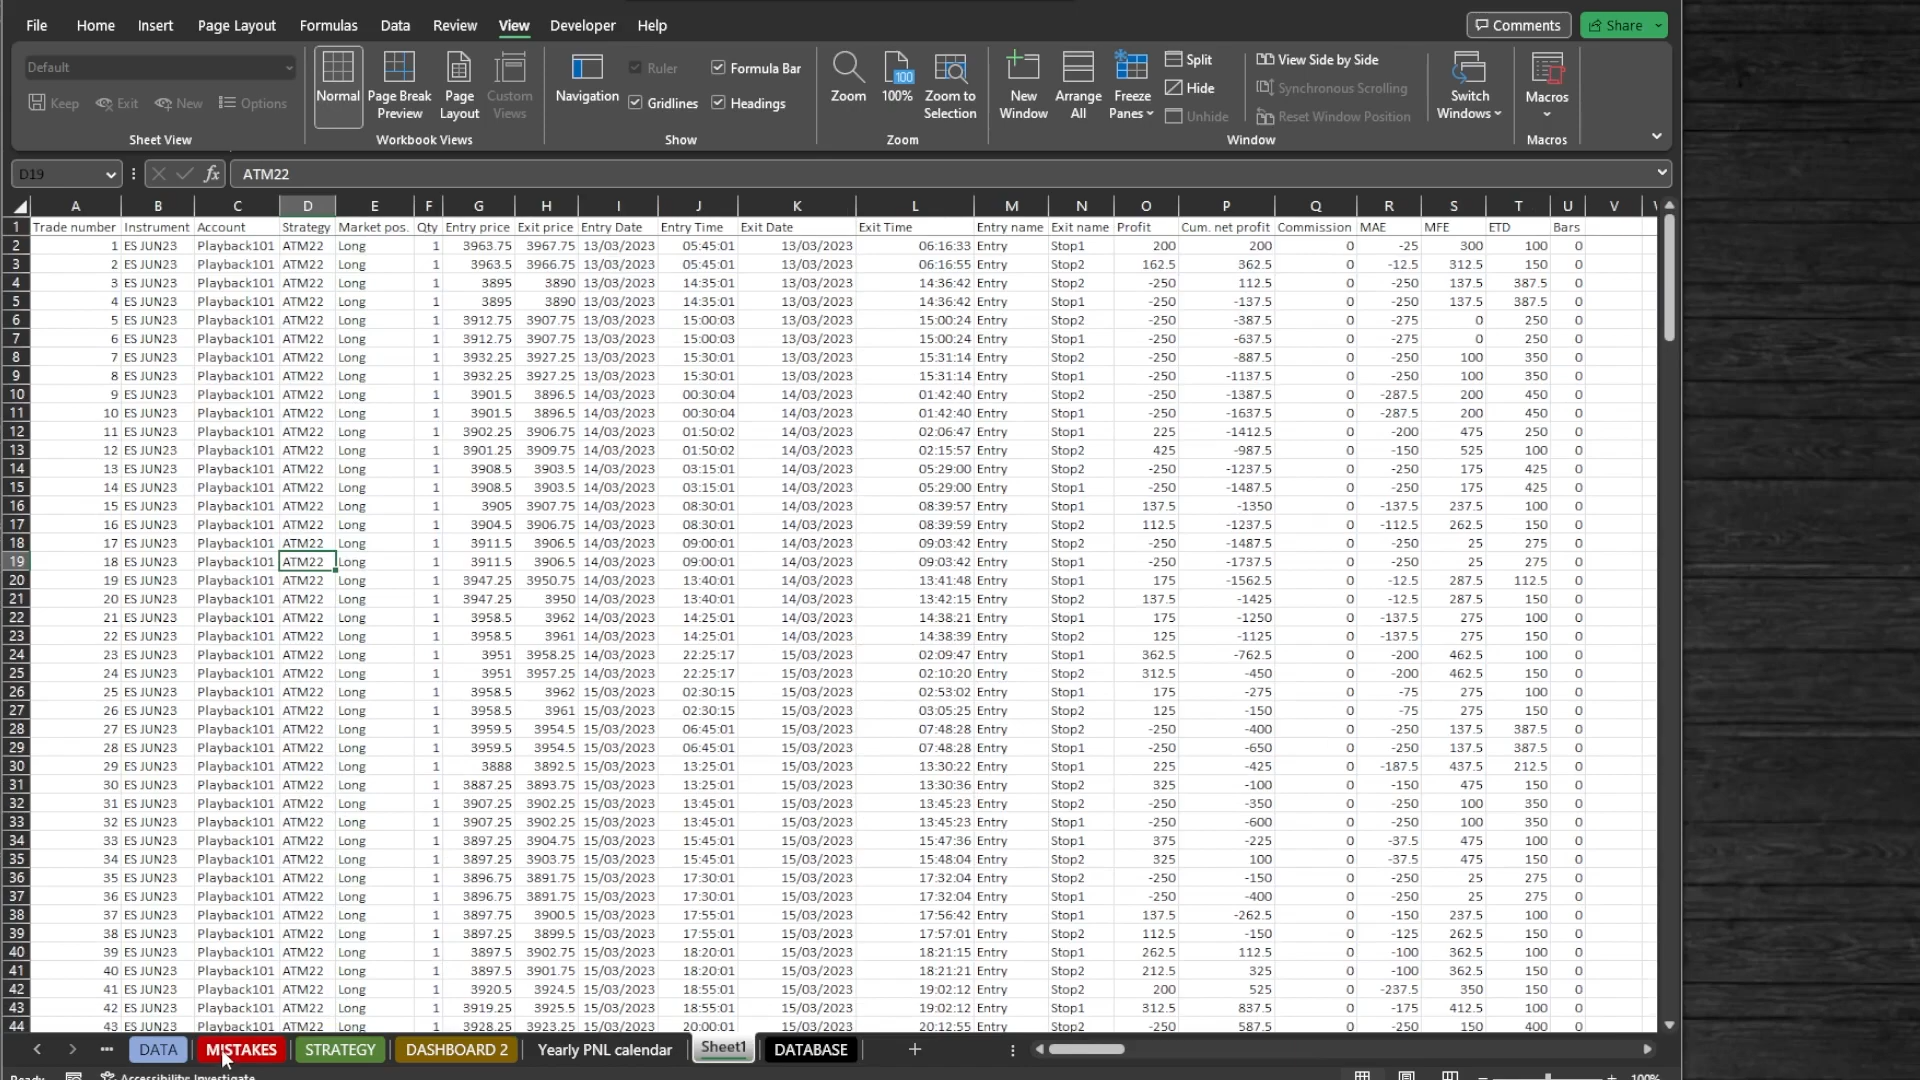 File Home Insert Page Layout Formulas Data Review View Developer Help Comments Share
Default
Keep Exit New Options
Sheet View
Normal Page Break Preview Page Layout Custom Views
Workbook Views
Navigation Ruler Formula Bar
Gridlines Headings
Show
Zoom 100 100% Zoom to Selection
Zoom
New Window Arrange All Freeze Panes Split View Side by Side
Hide Synchronous Scrolling
Unhide Reset Window Position
Switch Windows
Window
Macros
Macros
D19 fx ATM22
A B C D E F G H I J K L M N O P Q R S T U V
1 Trade number Instrument Account Strategy Market pos. Qty Entry price Exit price Entry Date Entry Time Exit Date Exit Time Entry name Exit name Profit Cum. net profit Commission MAE MFE ETD Bars
2 1 ES JUN23 Playback101 ATM22 Long 1 3963.75 3967.75 13/03/2023 05:45:01 13/03/2023 06:16:33 Entry Stop1 200 200 0 -25 300 100 0
3 2 ES JUN23 Playback101 ATM22 Long 1 3963.5 3966.75 13/03/2023 05:45:01 13/03/2023 06:16:55 Entry Stop2 162.5 362.5 0 -12.5 312.5 150 0
4 3 ES JUN23 Playback101 ATM22 Long 1 3895 3890 13/03/2023 14:35:01 13/03/2023 14:36:42 Entry Stop2 -250 112.5 0 -250 137.5 387.5 0
5 4 ES JUN23 Playback101 ATM22 Long 1 3895 3890 13/03/2023 14:35:01 13/03/2023 14:36:42 Entry Stop1 -250 -137.5 0 -250 137.5 387.5 0
6 5 ES JUN23 Playback101 ATM22 Long 1 3912.75 3907.75 13/03/2023 15:00:03 13/03/2023 15:00:24 Entry Stop2 -250 -387.5 0 -275 0 250 0
7 6 ES JUN23 Playback101 ATM22 Long 1 3912.75 3907.75 13/03/2023 15:00:03 13/03/2023 15:00:24 Entry Stop1 -250 -637.5 0 -275 0 250 0
8 7 ES JUN23 Playback101 ATM22 Long 1 3932.25 3927.25 13/03/2023 15:30:01 13/03/2023 15:31:14 Entry Stop2 -250 -887.5 0 -250 100 350 0
9 8 ES JUN23 Playback101 ATM22 Long 1 3932.25 3927.25 13/03/2023 15:30:01 13/03/2023 15:31:14 Entry Stop1 -250 -1137.5 0 -250 100 350 0
10 9 ES JUN23 Playback101 ATM22 Long 1 3901.5 3896.5 14/03/2023 00:30:04 14/03/2023 01:42:40 Entry Stop2 -250 -1387.5 0 -287.5 200 450 0
11 10 ES JUN23 Playback101 ATM22 Long 1 3901.5 3896.5 14/03/2023 00:30:04 14/03/2023 01:42:40 Entry Stop1 -250 -1637.5 0 -287.5 200 450 0
12 11 ES JUN23 Playback101 ATM22 Long 1 3902.25 3906.75 14/03/2023 01:50:02 14/03/2023 02:06:47 Entry Stop1 225 -1412.5 0 -200 475 250 0
13 12 ES JUN23 Playback101 ATM22 Long 1 3901.25 3909.75 14/03/2023 01:50:02 14/03/2023 02:15:57 Entry Stop2 425 -987.5 0 -150 525 100 0
14 13 ES JUN23 Playback101 ATM22 Long 1 3908.5 3903.5 14/03/2023 03:15:01 14/03/2023 05:29:00 Entry Stop2 -250 -1237.5 0 -250 175 425 0
15 14 ES JUN23 Playback101 ATM22 Long 1 3908.5 3903.5 14/03/2023 03:15:01 14/03/2023 05:29:00 Entry Stop1 -250 -1487.5 0 -250 175 425 0
16 15 ES JUN23 Playback101 ATM22 Long 1 3905 3907.75 14/03/2023 08:30:01 14/03/2023 08:39:57 Entry Stop1 137.5 -1350 0 -137.5 237.5 100 0
17 16 ES JUN23 Playback101 ATM22 Long 1 3904.5 3906.75 14/03/2023 08:30:01 14/03/2023 08:39:59 Entry Stop2 112.5 -1237.5 0 -112.5 262.5 150 0
18 17 ES JUN23 Playback101 ATM22 Long 1 3911.5 3906.5 14/03/2023 09:00:01 14/03/2023 09:03:42 Entry Stop2 -250 -1487.5 0 -250 25 275 0
19 18 ES JUN23 Playback101 ATM22 Long 1 3911.5 3906.5 14/03/2023 09:00:01 14/03/2023 09:03:42 Entry Stop1 -250 -1737.5 0 -250 25 275 0
20 19 ES JUN23 Playback101 ATM22 Long 1 3947.25 3950.75 14/03/2023 13:40:01 14/03/2023 13:41:48 Entry Stop1 175 -1562.5 0 -12.5 287.5 112.5 0
21 20 ES JUN23 Playback101 ATM22 Long 1 3947.25 3950 14/03/2023 13:40:01 14/03/2023 13:42:15 Entry Stop2 137.5 -1425 0 -12.5 287.5 150 0
22 21 ES JUN23 Playback101 ATM22 Long 1 3958.5 3962 14/03/2023 14:25:01 14/03/2023 14:38:21 Entry Stop1 175 -1250 0 -137.5 275 100 0
23 22 ES JUN23 Playback101 ATM22 Long 1 3958.5 3961 14/03/2023 14:25:01 14/03/2023 14:38:39 Entry Stop2 125 -1125 0 -137.5 275 150 0
24 23 ES JUN23 Playback101 ATM22 Long 1 3951 3958.25 14/03/2023 22:25:17 15/03/2023 02:09:47 Entry Stop1 362.5 -762.5 0 -200 462.5 100 0
25 24 ES JUN23 Playback101 ATM22 Long 1 3951 3957.25 14/03/2023 22:25:17 15/03/2023 02:10:20 Entry Stop2 312.5 -450 0 -200 462.5 150 0
26 25 ES JUN23 Playback101 ATM22 Long 1 3958.5 3962 15/03/2023 02:30:15 15/03/2023 02:53:02 Entry Stop1 175 -275 0 -75 275 100 0
27 26 ES JUN23 Playback101 ATM22 Long 1 3958.5 3961 15/03/2023 02:30:15 15/03/2023 03:05:25 Entry Stop2 125 -150 0 -75 275 150 0
28 27 ES JUN23 Playback101 ATM22 Long 1 3959.5 3954.5 15/03/2023 06:45:01 15/03/2023 07:48:28 Entry Stop2 -250 -400 0 -250 137.5 387.5 0
29 28 ES JUN23 Playback101 ATM22 Long 1 3959.5 3954.5 15/03/2023 06:45:01 15/03/2023 07:48:28 Entry Stop1 -250 -650 0 -250 137.5 387.5 0
30 29 ES JUN23 Playback101 ATM22 Long 1 3888 3892.5 15/03/2023 13:25:01 15/03/2023 13:30:22 Entry Stop1 225 -425 0 -187.5 437.5 212.5 0
31 30 ES JUN23 Playback101 ATM22 Long 1 3887.25 3893.75 15/03/2023 13:25:01 15/03/2023 13:30:36 Entry Stop2 325 -100 0 -150 475 150 0
32 31 ES JUN23 Playback101 ATM22 Long 1 3907.25 3902.25 15/03/2023 13:45:01 15/03/2023 13:45:23 Entry Stop2 -250 -350 0 -250 100 350 0
33 32 ES JUN23 Playback101 ATM22 Long 1 3907.25 3902.25 15/03/2023 13:45:01 15/03/2023 13:45:23 Entry Stop1 -250 -600 0 -250 100 350 0
34 33 ES JUN23 Playback101 ATM22 Long 1 3897.25 3904.75 15/03/2023 15:45:01 15/03/2023 15:47:36 Entry Stop1 375 -225 0 -37.5 475 100 0
35 34 ES JUN23 Playback101 ATM22 Long 1 3897.25 3903.75 15/03/2023 15:45:01 15/03/2023 15:48:04 Entry Stop2 325 100 0 -37.5 475 150 0
36 35 ES JUN23 Playback101 ATM22 Long 1 3896.75 3891.75 15/03/2023 17:30:01 15/03/2023 17:32:04 Entry Stop2 -250 -150 0 -250 25 275 0
37 36 ES JUN23 Playback101 ATM22 Long 1 3896.75 3891.75 15/03/2023 17:30:01 15/03/2023 17:32:04 Entry Stop1 -250 -400 0 -250 25 275 0
38 37 ES JUN23 Playback101 ATM22 Long 1 3897.75 3900.5 15/03/2023 17:55:01 15/03/2023 17:56:42 Entry Stop1 137.5 -262.5 0 -150 237.5 100 0
39 38 ES JUN23 Playback101 ATM22 Long 1 3897.25 3899.5 15/03/2023 17:55:01 15/03/2023 17:57:01 Entry Stop2 112.5 -150 0 -125 262.5 150 0
40 39 ES JUN23 Playback101 ATM22 Long 1 3897.5 3902.75 15/03/2023 18:20:01 15/03/2023 18:21:15 Entry Stop1 262.5 112.5 0 -100 362.5 100 0
41 40 ES JUN23 Playback101 ATM22 Long 1 3897.5 3901.75 15/03/2023 18:20:01 15/03/2023 18:21:21 Entry Stop2 212.5 325 0 -100 362.5 150 0
42 41 ES JUN23 Playback101 ATM22 Long 1 3920.5 3924.5 15/03/2023 18:55:01 15/03/2023 19:02:12 Entry Stop2 200 525 0 -237.5 350 150 0
43 42 ES JUN23 Playback101 ATM22 Long 1 3919.25 3925.5 15/03/2023 18:55:01 15/03/2023 19:02:12 Entry Stop1 312.5 837.5 0 -175 412.5 100 0
44 43 ES JUN23 Playback101 ATM22 Long 1 3928.25 3923.25 15/03/2023 20:00:01 15/03/2023 20:12:55 Entry Stop2 -250 587.5 0 -250 150 400 0
DATA MISTAKES STRATEGY DASHBOARD 2 Yearly PNL calendar Sheet1 DATABASE
Ready Accessibility: Investigate 100%